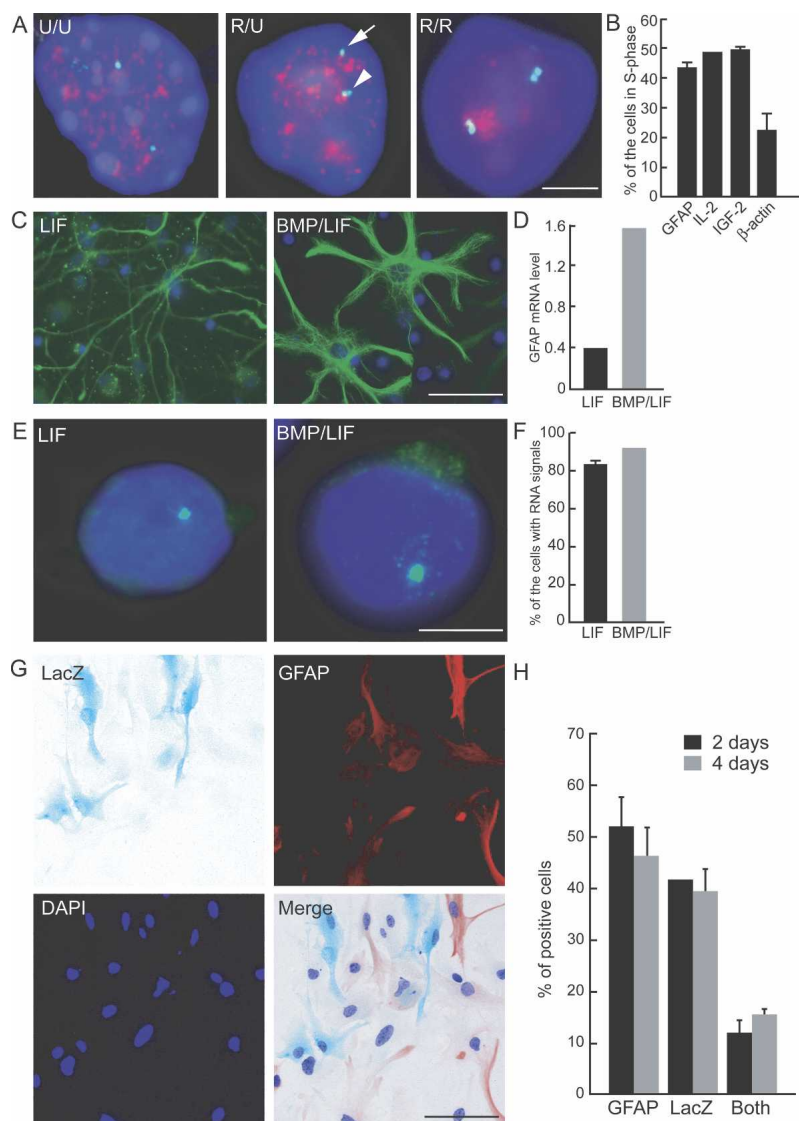 A
U/U
R/U
R/R
B
% of the cells in S-phase
60
50
40
30
20
10
0
GFAP
IL-2
IGF-2
β-actin
C
LIF
BMP/LIF
D
GFAP mRNA level
1.6
1.2
0.8
0.4
0
LIF
BMP/LIF
E
LIF
BMP/LIF
F
% of the cells with RNA signals
80
60
40
20
0
LIF
BMP/LIF
G
LacZ
GFAP
DAPI
Merge
H
2 days
4 days
% of positive cells
70
60
50
40
30
20
10
0
GFAP
LacZ
Both